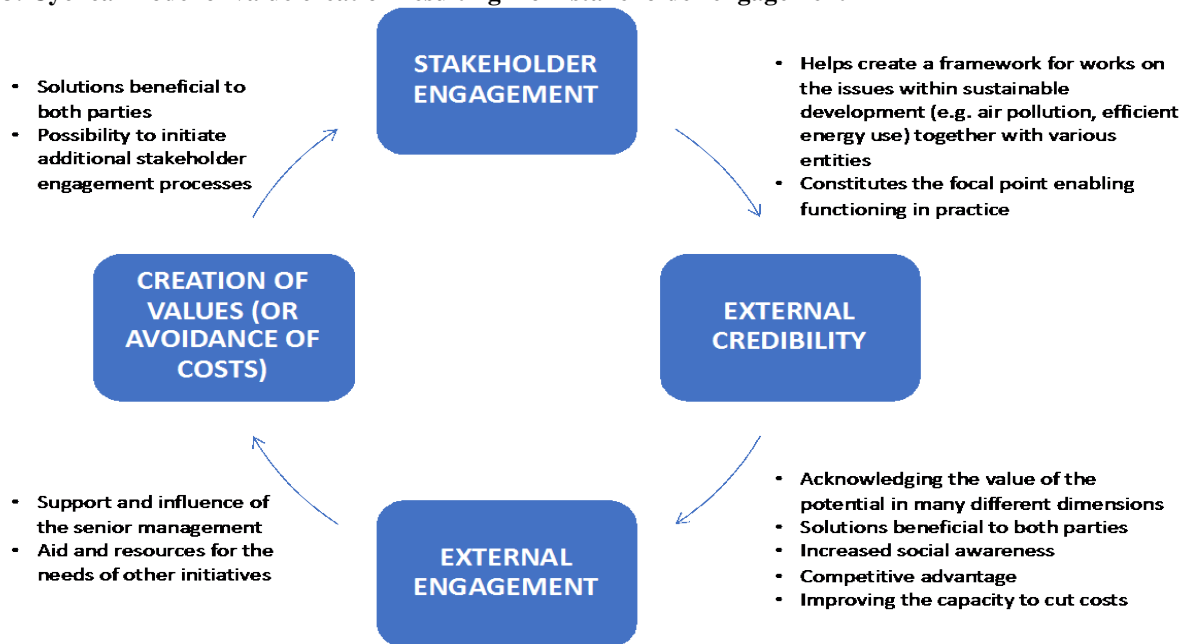 STAKEHOLDER
ENGAGEMENT
• Helps create a framework for works on
the issues within sustainable
development (e.g. air pollution, efficient
energy use) together with various
entities
• Constitutes the focal point enabling
functioning in practice
EXTERNAL
CREDIBILITY
• Acknowledging the value of the
potential in many different dimensions
• Solutions beneficial to both parties
• Increased social awareness
• Competitive advantage
• Improving the capacity to cut costs
EXTERNAL
ENGAGEMENT
• Support and influence of
the senior management
• Aid and resources for the
needs of other initiatives
CREATION OF
VALUES (OR
AVOIDANCE OF
COSTS)
• Solutions beneficial to
both parties
• Possibility to initiate
additional stakeholder
engagement processes